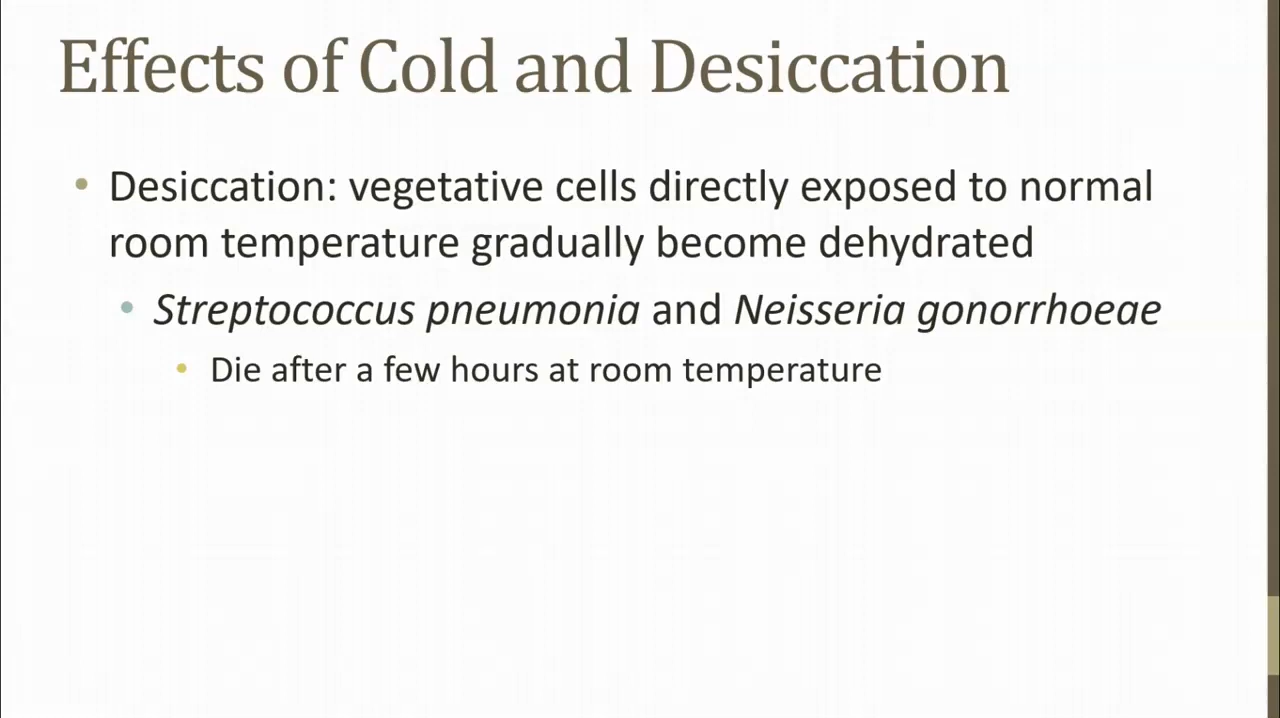 Effects of Cold and Desiccation
• Desiccation: vegetative cells directly exposed to normal
room temperature gradually become dehydrated
• Streptococcus pneumonia and Neisseria gonorrhoeae
• Die after a few hours at room temperature